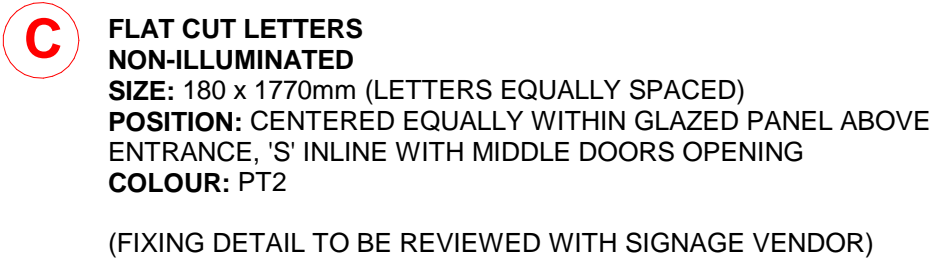 C
FLAT CUT LETTERS
NON-ILLUMINATED
SIZE: 180 x 1770mm (LETTERS EQUALLY SPACED)
POSITION: CENTERED EQUALLY WITHIN GLAZED PANEL ABOVE
ENTRANCE, 'S' INLINE WITH MIDDLE DOORS OPENING
COLOUR: PT2
(FIXING DETAIL TO BE REVIEWED WITH SIGNAGE VENDOR)